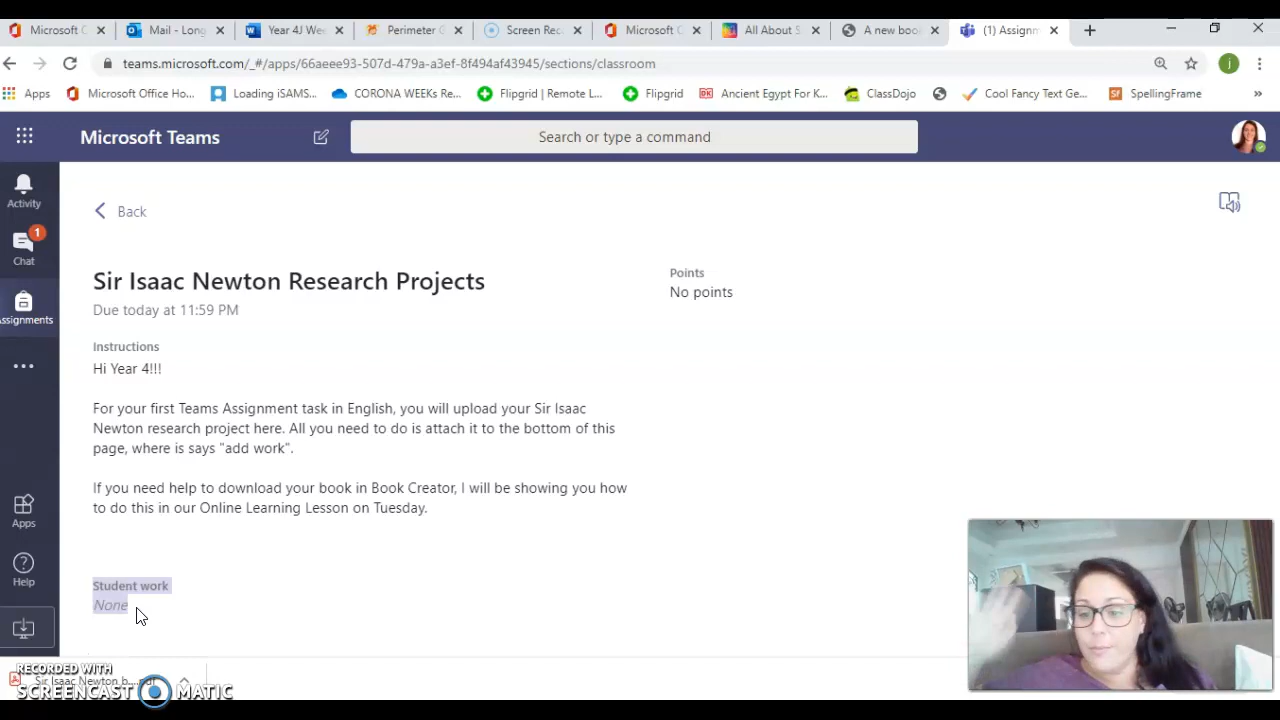 Microsoft C
Mail - Long
Year 4J We
Perimeter
Screen Rec
Microsoft C
All About S
A new boo
(1) Assignm
teams.microsoft.com/_#/apps/66aeee93-507d-479a-a3ef-8f494af43945/sections/classroom
Apps
Microsoft Office Ho...
Loading iSAMS...
CORONA WEEKs Re...
Flipgrid | Remote L...
Flipgrid
Ancient Egypt For K...
ClassDojo
Cool Fancy Text Ge...
SpellingFrame
Microsoft Teams
Search or type a command
Activity
Back
1
Chat
Sir Isaac Newton Research Projects
Points
Due today at 11:59 PM
No points
Assignments
Instructions
Hi Year 4!!!
For your first Teams Assignment task in English, you will upload your Sir Isaac
Newton research project here. All you need to do is attach it to the bottom of this
page, where is says "add work".
If you need help to download your book in Book Creator, I will be showing you how
to do this in our Online Learning Lesson on Tuesday.
Apps
Help
Student work
None
RECORDED WITH
Sir Isaac Newton b....pdf
SCREENCAST MATIC